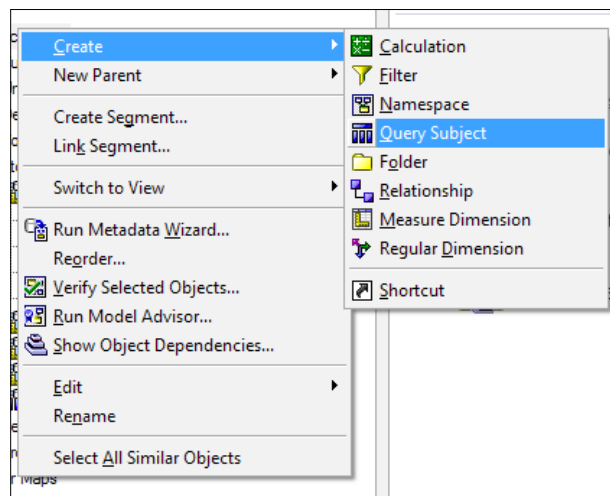 Create
New Parent
Create Segment...
Link Segment...
Switch to View
Run Metadata Wizard...
Reorder...
Verify Selected Objects...
Run Model Advisor...
Show Object Dependencies...
Edit
Rename
Select All Similar Objects
Calculation
Filter
Namespace
Query Subject
Folder
Relationship
Measure Dimension
Regular Dimension
Shortcut
Maps